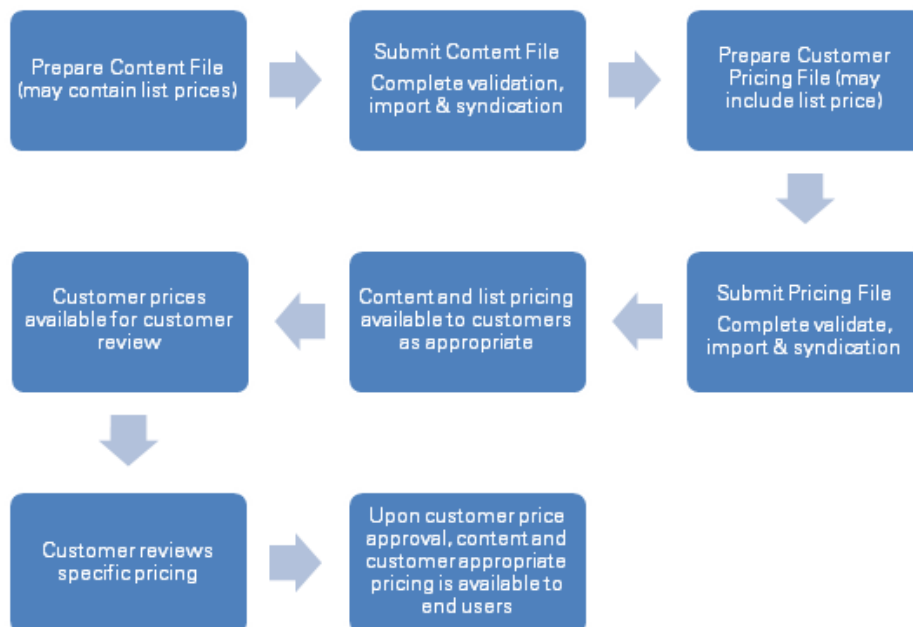 Prepare Content File
(may contain list prices)
Submit Content File
Complete validation,
import & syndication
Prepare Customer
Pricing File (may
include list price)
Submit Pricing File
Complete validate,
import & syndication
Content and list pricing
available to customers
as appropriate
Customer prices
available for customer
review
Customer reviews
specific pricing
Upon customer price
approval, content and
customer appropriate
pricing is available to
end users